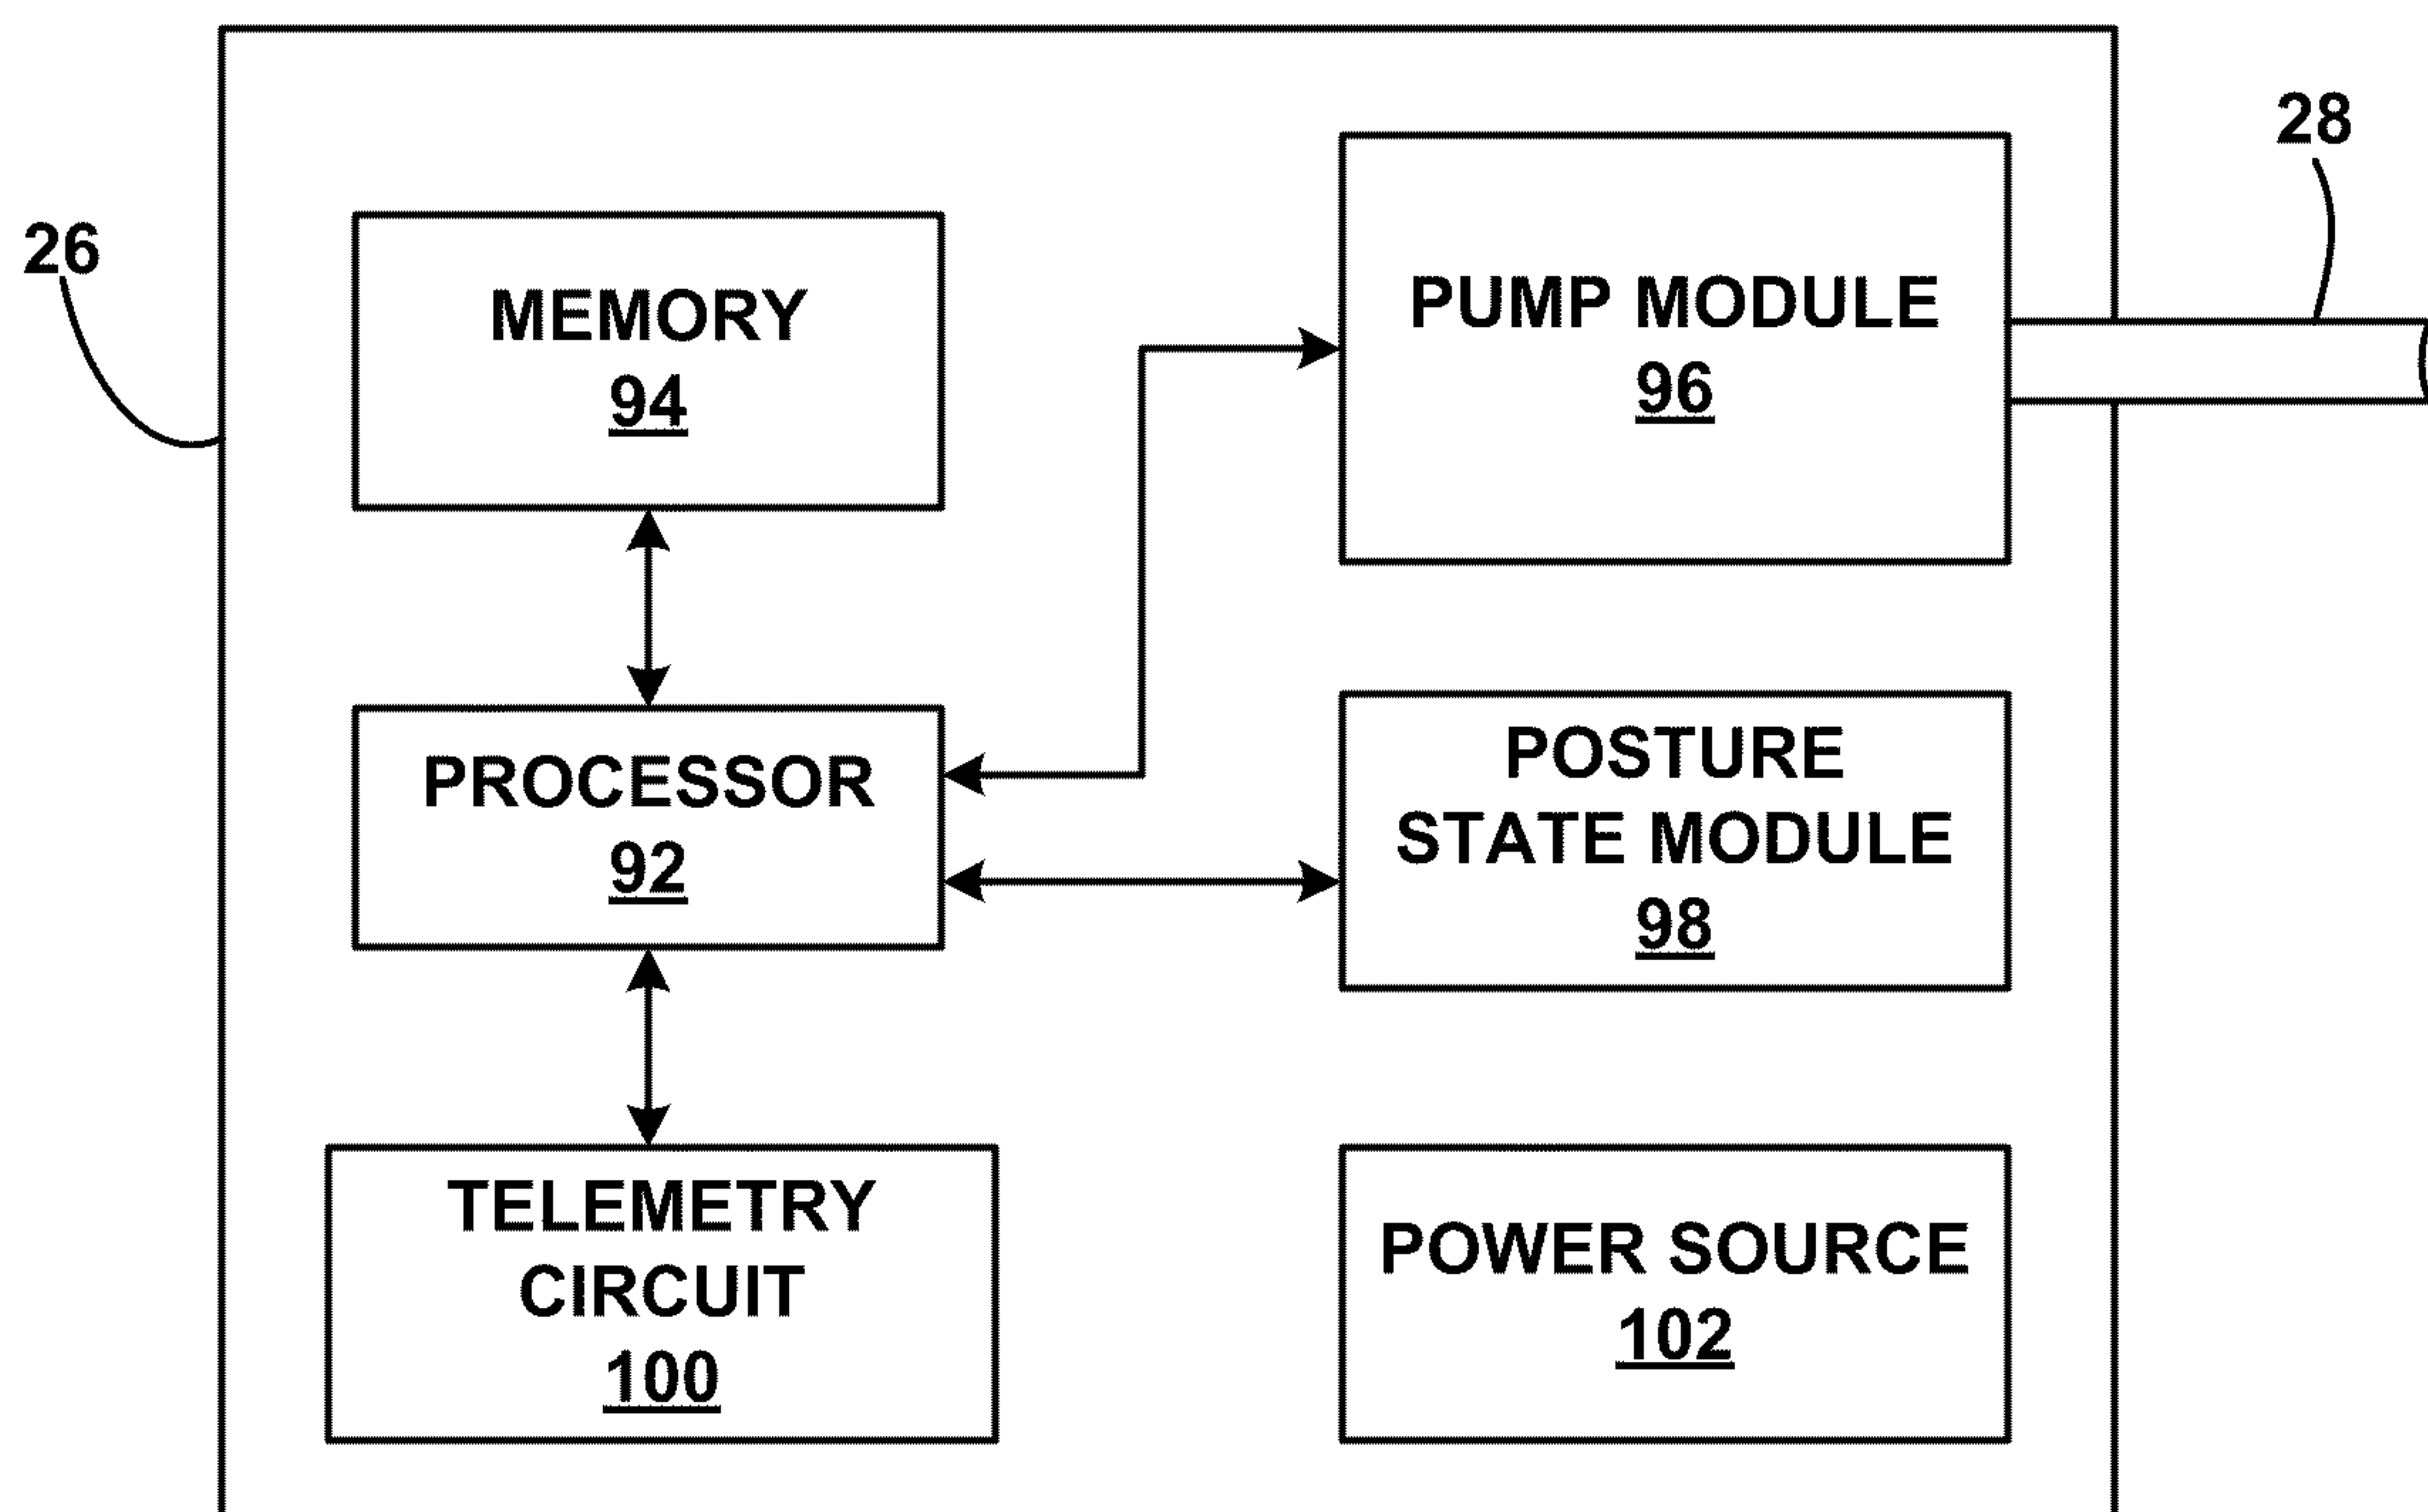 28
26
MEMORY
94
PUMP MODULE
96
PROCESSOR
92
POSTURE
STATE MODULE
98
TELEMETRY
CIRCUIT
100
POWER SOURCE
102